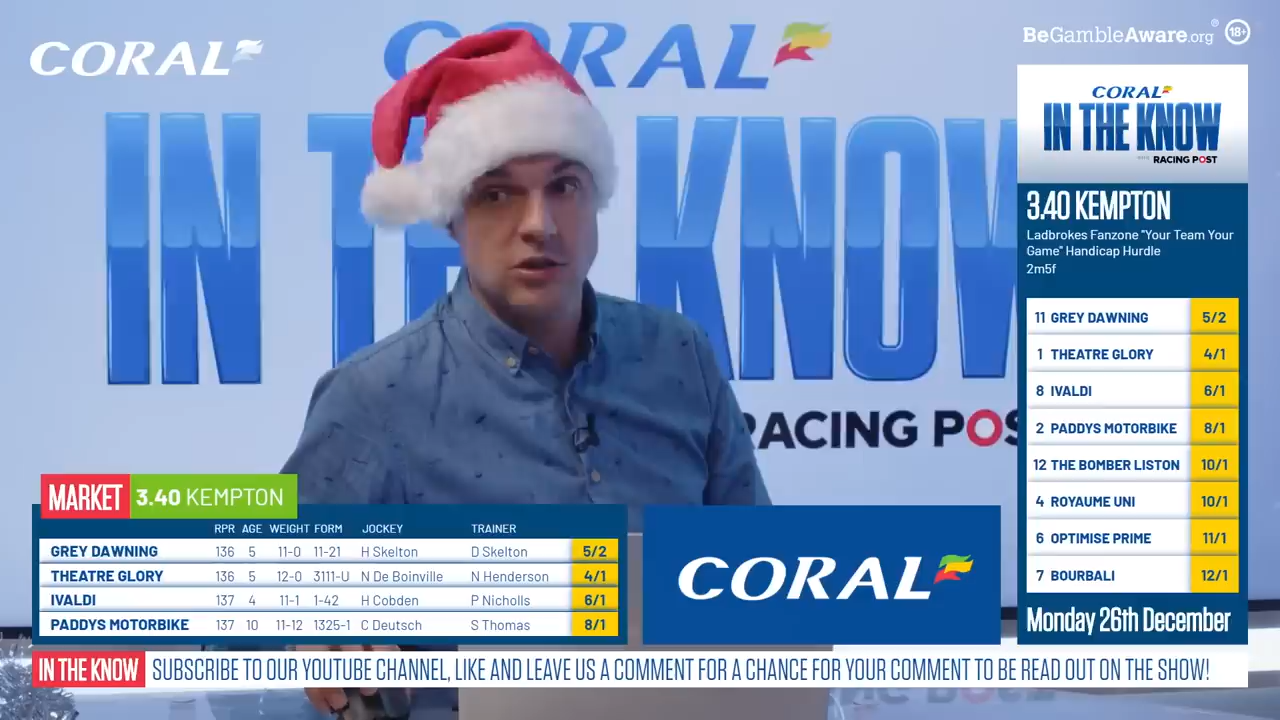 CORAL
CORAL
IN THE KNOW
RACING POS
BeGambleAware.org® 18+
CORAL
IN THE KNOW
WITH RACING POST
3.40 KEMPTON
Ladbrokes Fanzone "Your Team Your
Game" Handicap Hurdle
2m5f
11 GREY DAWNING 5/2
1 THEATRE GLORY 4/1
8 IVALDI 6/1
2 PADDYS MOTORBIKE 8/1
12 THE BOMBER LISTON 10/1
4 ROYAUME UNI 10/1
6 OPTIMISE PRIME 11/1
7 BOURBALI 12/1
Monday 26th December
MARKET 3.40 KEMPTON
RPR AGE WEIGHT FORM JOCKEY TRAINER
GREY DAWNING 136 5 11-0 11-21 H Skelton D Skelton 5/2
THEATRE GLORY 136 5 12-0 3111-U N De Boinville N Henderson 4/1
IVALDI 137 4 11-1 1-42 H Cobden P Nicholls 6/1
PADDYS MOTORBIKE 137 10 11-12 1325-1 C Deutsch S Thomas 8/1
CORAL
IN THE KNOW SUBSCRIBE TO OUR YOUTUBE CHANNEL, LIKE AND LEAVE US A COMMENT FOR A CHANCE FOR YOUR COMMENT TO BE READ OUT ON THE SHOW!